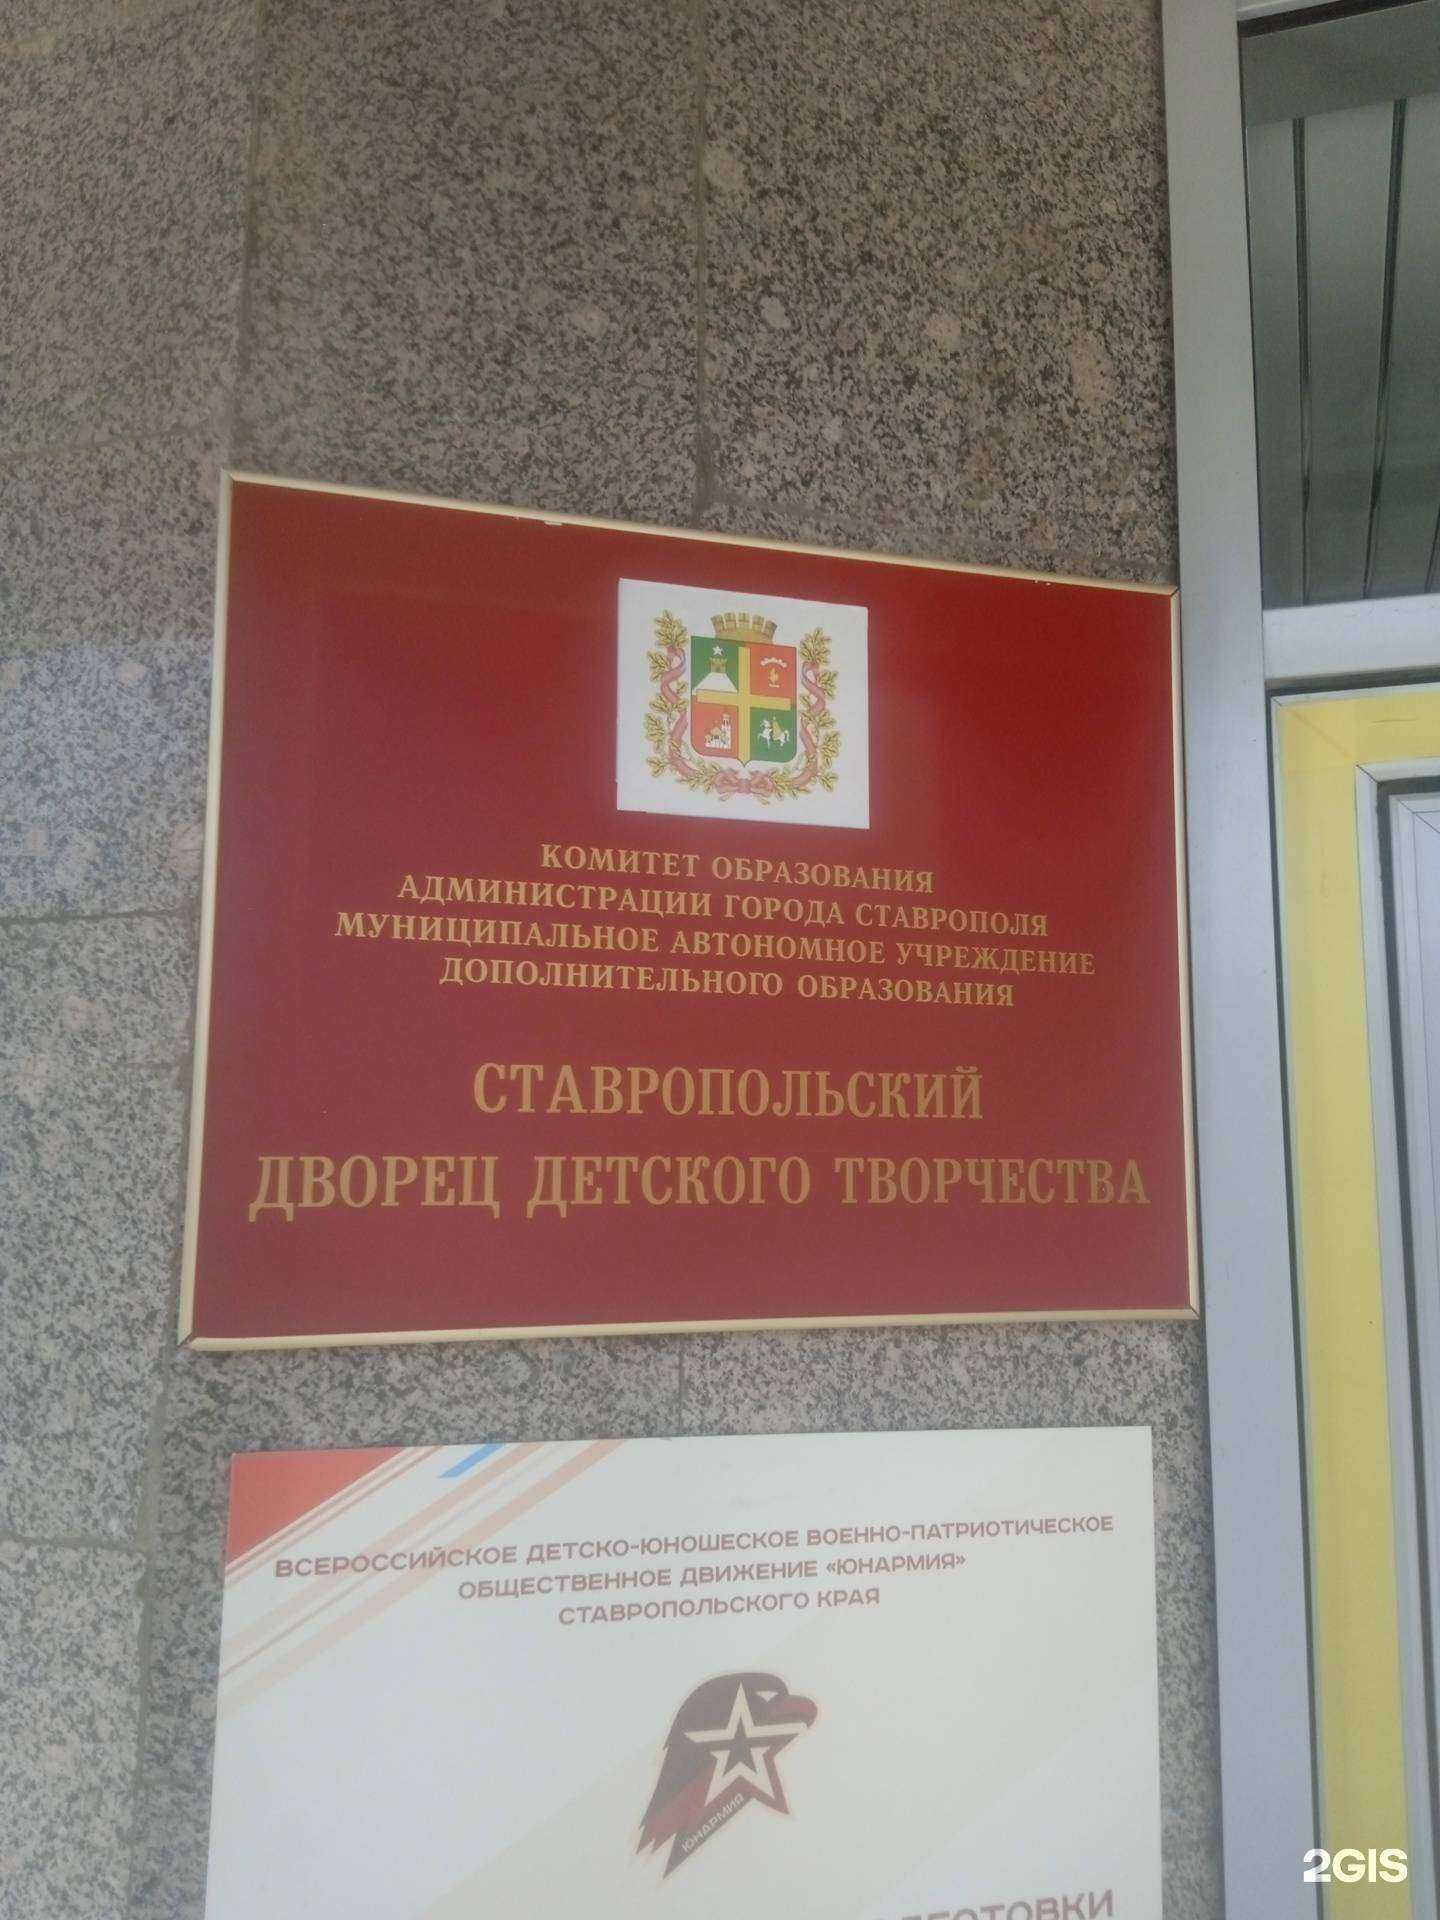 КОМИТЕТ ОБРАЗОВАНИЯ
АДМИНИСТРАЦИИ ГОРОДА СТАВРОПОЛЯ
МУНИЦИПАЛЬНОЕ АВТОНОМНОЕ УЧРЕЖДЕНИЕ
ДОПОЛНИТЕЛЬНОГО ОБРАЗОВАНИЯ
СТАВРОПОЛЬСКИЙ
ДВОРЕЦ ДЕТСКОГО ТВОРЧЕСТВА
ВСЕРОССИЙСКОЕ ДЕТСКО-ЮНОШЕСКОЕ ВОЕННО-ПАТРИОТИЧЕСКОЕ
ОБЩЕСТВЕННОЕ ДВИЖЕНИЕ «ЮНАРМИЯ»
СТАВРОПОЛЬСКОГО КРАЯ
ЮНАРМИЯ
2GIS